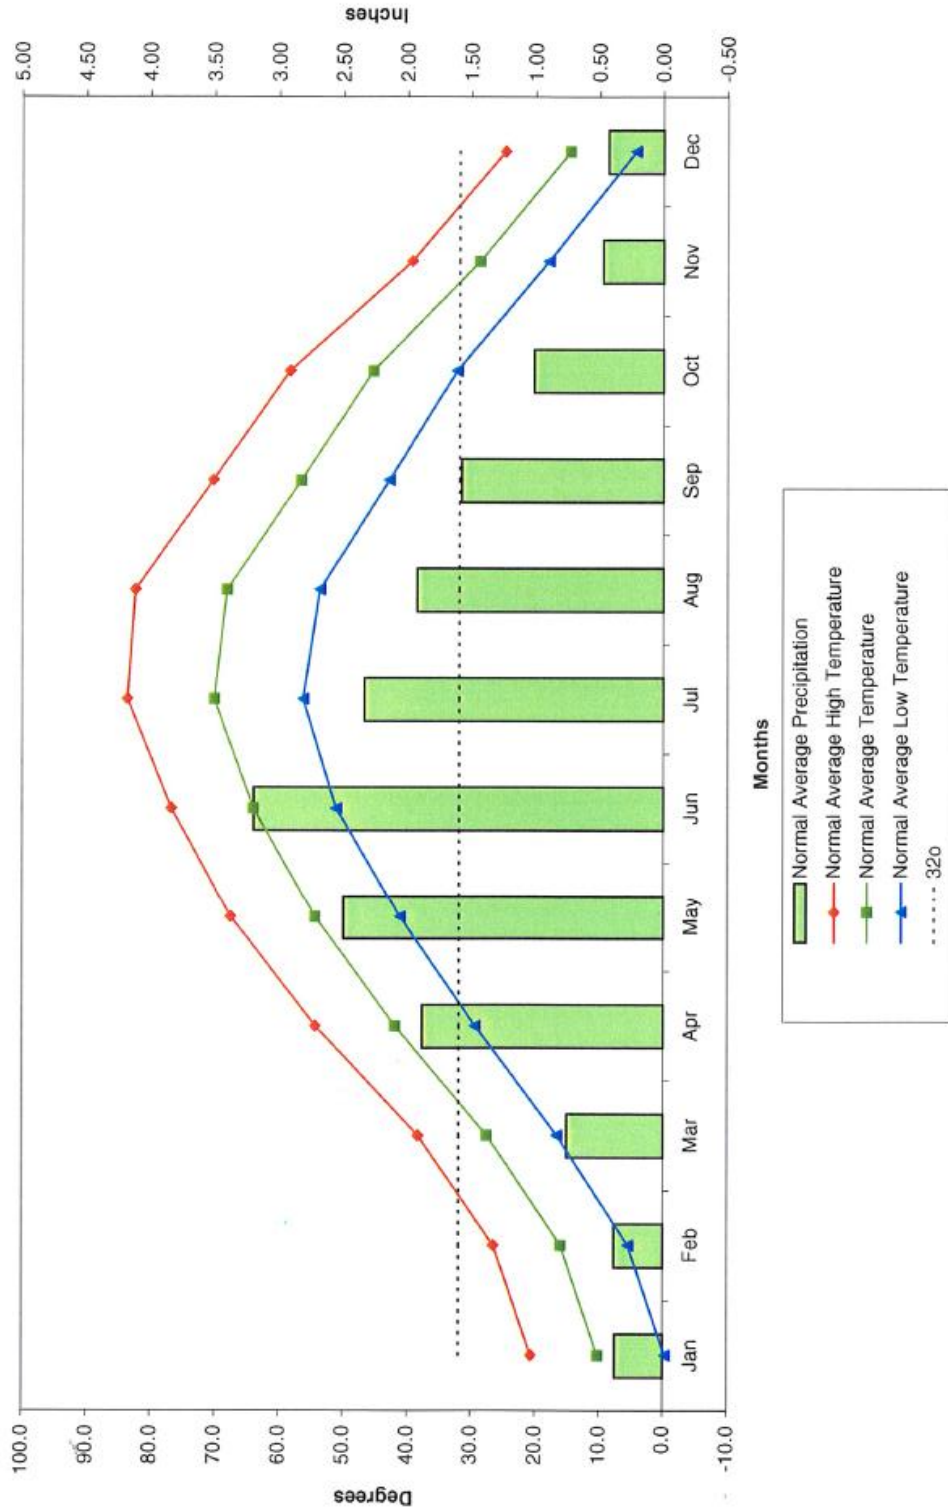 Degrees
100.0
90.0
80.0
70.0
60.0
50.0
40.0
30.0
20.0
10.0
0.0
-10.0
Jan
Feb
Mar
Apr
May
Jun
Jul
Aug
Sep
Oct
Nov
Dec
Months
5.00
4.50
4.00
3.50
3.00
2.50
2.00
1.50
1.00
0.50
0.00
-0.50
Inches
Normal Average Precipitation
Normal Average High Temperature
Normal Average Temperature
Normal Average Low Temperature
32o